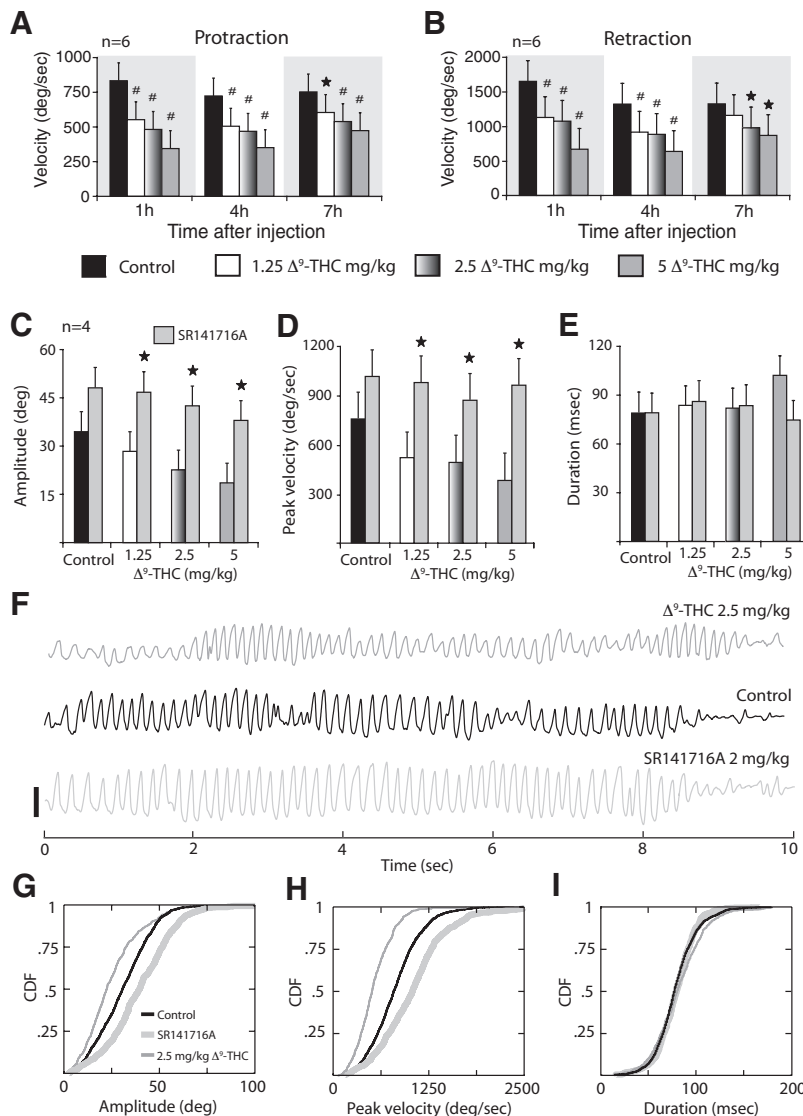 A
n=6
Protraction
Velocity (deg/sec)
1000
750
500
250
0
# # #
# # #
★ # #
1h 4h 7h
Time after injection
B
n=6
Retraction
Velocity (deg/sec)
2000
1500
1000
500
0
# # #
# # #
★ ★
1h 4h 7h
Time after injection
Control 1.25 Δ⁹-THC mg/kg 2.5 Δ⁹-THC mg/kg 5 Δ⁹-THC mg/kg
C
n=4
SR141716A
Amplitude (deg)
60
45
30
15
★ ★ ★
Control 1.25 2.5 5
Δ⁹-THC (mg/kg)
D
Peak velocity (deg/sec)
1200
900
600
300
★ ★ ★
Control 1.25 2.5 5
Δ⁹-THC (mg/kg)
E
Duration (msec)
120
90
60
30
Control 1.25 2.5 5
Δ⁹-THC (mg/kg)
F
Δ⁹-THC 2.5 mg/kg
Control
SR141716A 2 mg/kg
0 2 4 6 8 10
Time (sec)
G
CDF
1
.75
.5
.25
Control
SR141716A
2.5 mg/kg Δ⁹-THC
0 50 100
Amplitude (deg)
H
CDF
1
.75
.5
.25
0 1250 2500
Peak velocity (deg/sec)
I
CDF
1
.75
.5
.25
0 100 200
Duration (msec)